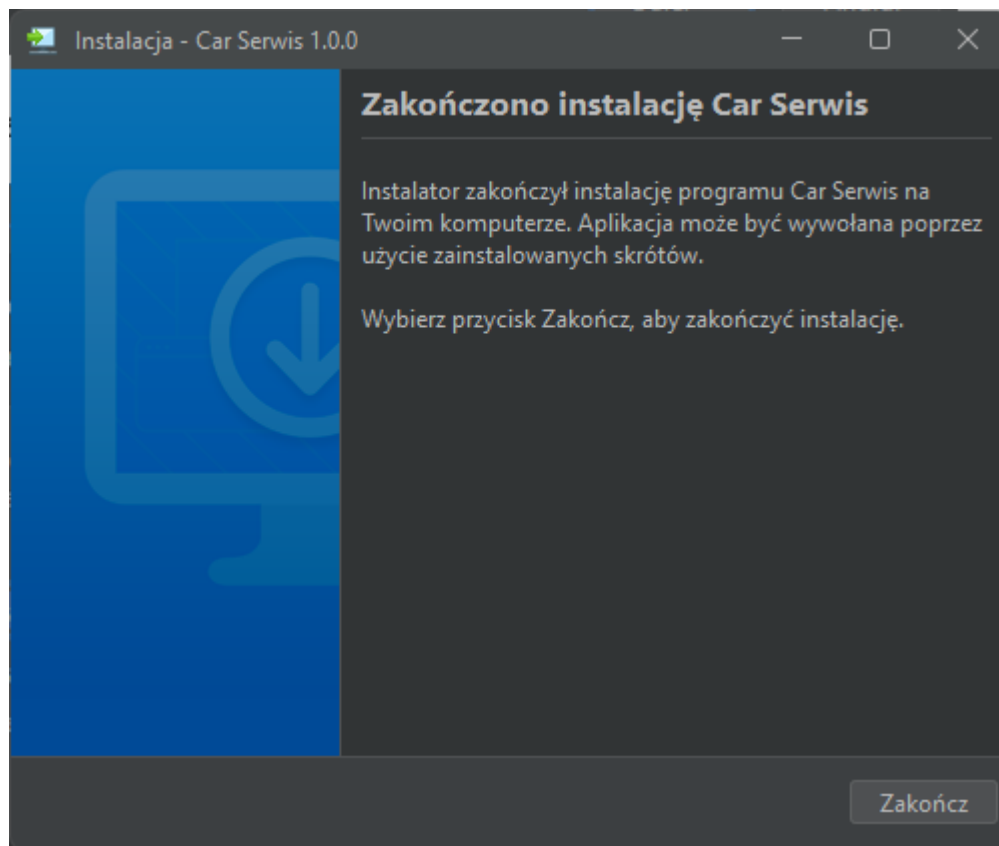 Instalacja - Car Serwis 1.0.0
Zakończono instalację Car Serwis
Instalator zakończył instalację programu Car Serwis na
Twoim komputerze. Aplikacja może być wywołana poprzez
użycie zainstalowanych skrótów.
Wybierz przycisk Zakończ, aby zakończyć instalację.
Zakończ